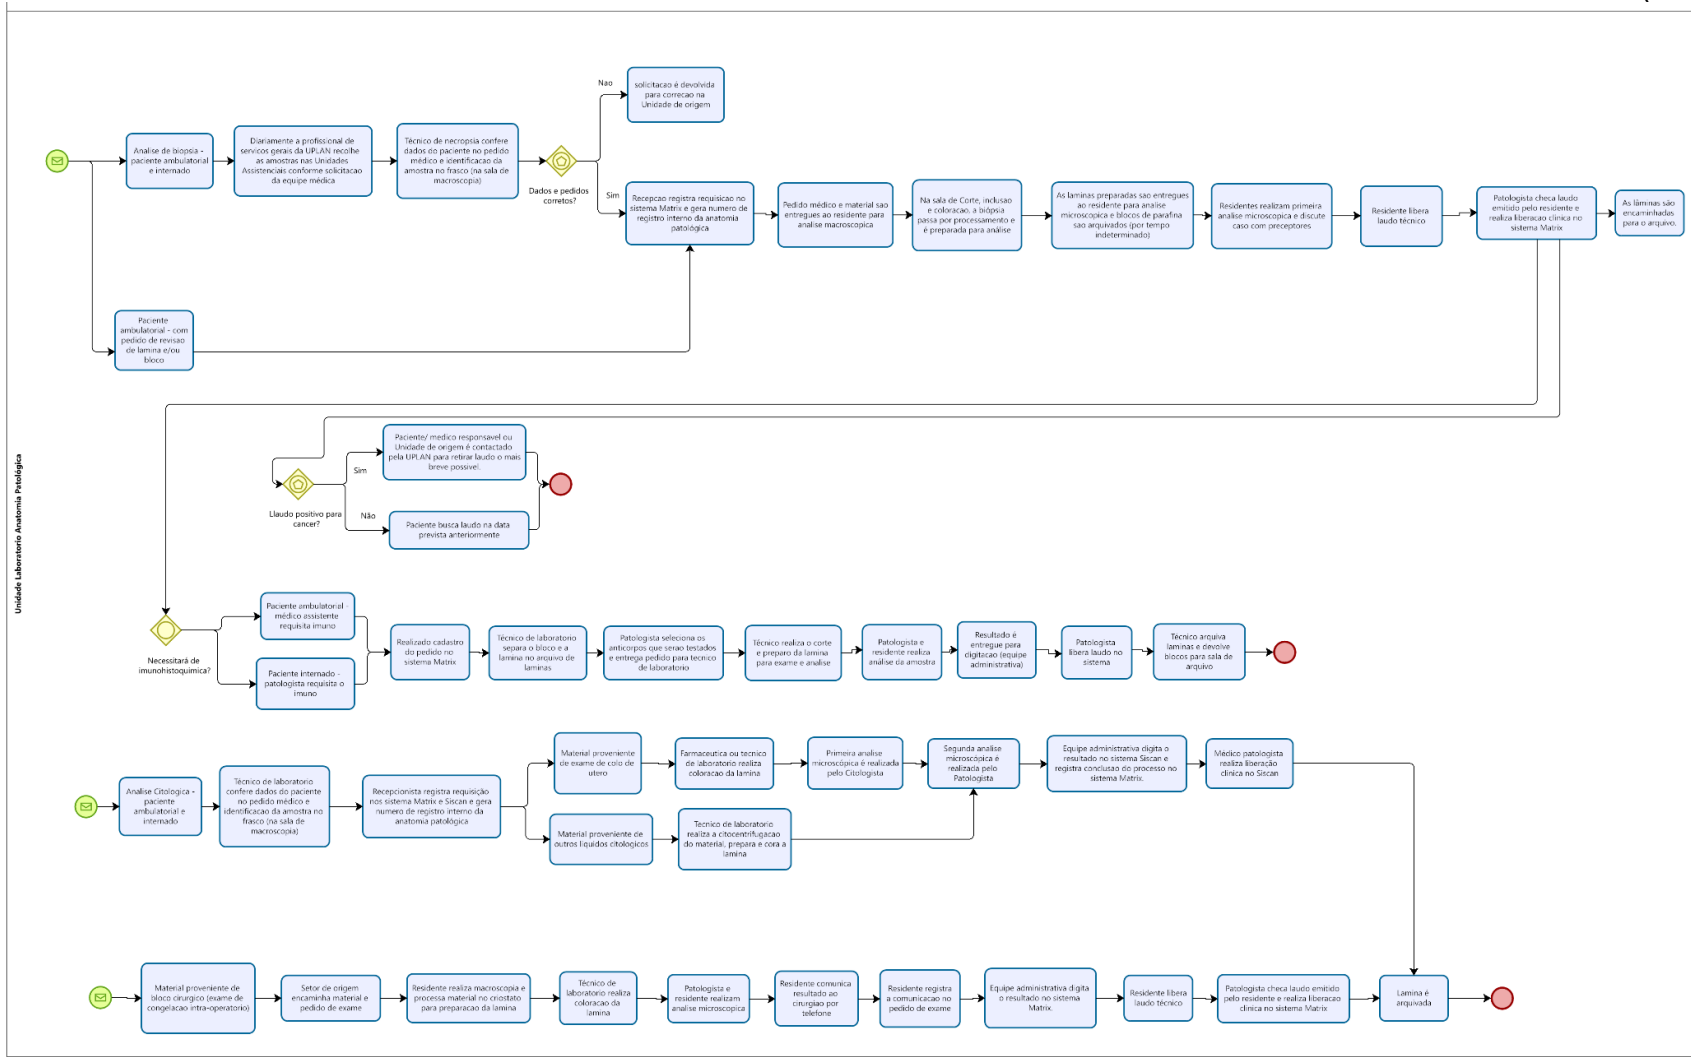 Unidade Laboratorio Anatomia Patológica
Analise de biopsia -
paciente ambulatorial
e internado
Diariamente a profissional de
servicos gerais da UPLAN recolhe
as amostras nas Unidades
Assistenciais conforme solicitacao
da equipe médica
Técnico de necropsia confere
dados do paciente no pedido
médico e identificacao da
amostra no frasco (na sala de
macroscopia)
Dados e pedidos
corretos?
Nao
solicitacao é devolvida
para correcao na
Unidade de origem
Sim
Recepcao registra requisicao no
sistema Matrix e gera numero de
registro interno da anatomia
patológica
Pedido médico e material sao
entregues ao residente para
analise macroscopica
Na sala de Corte, inclusao
e coloracao, a biópsia
passa por processamento e
é preparada para análise
As laminas preparadas sao entregues
ao residente para analise
microscopica e blocos de parafina
sao arquivados (por tempo
indeterminado)
Residentes realizam primeira
analise microscopica e discute
caso com preceptores
Residente libera
laudo técnico
Patologista checa laudo
emitido pelo residente e
realiza liberacao clinica no
sistema Matrix
As lâminas são
encaminhadas
para o arquivo.
Paciente
ambulatorial - com
pedido de revisao
de lamina e/ou
bloco
Llaudo positivo para
cancer?
Sim
Paciente/ medico responsavel ou
Unidade de origem é contactado
pela UPLAN para retirar laudo o mais
breve possivel.
Não
Paciente busca laudo na data
prevista anteriormente
Necessitará de
imunohistoquimica?
Paciente ambulatorial -
médico assistente
requisita imuno
Paciente internado -
patologista requisita o
imuno
Realizado cadastro
do pedido no
sistema Matrix
Técnico de laboratorio
separa o bloco e a
lamina no arquivo de
laminas
Patologista seleciona os
anticorpos que serao testados
e entrega pedido para tecnico
de laboratorio
Técnico realiza o corte
e preparo da lamina
para exame e analise
Patologista e
residente realiza
análise da amostra
Resultado é
entregue para
digitacao (equipe
administrativa)
Patologista
libera laudo no
sistema
Técnico arquiva
laminas e devolve
blocos para sala de
arquivo
Analise Citologica -
paciente
ambulatorial e
internado
Técnico de laboratorio
confere dados do paciente
no pedido médico e
identificacao da amostra no
frasco (na sala de
macroscopia)
Recepcionista registra requisição
nos sistema Matrix e Siscan e gera
numero de registro interno da
anatomia patológica
Material proveniente
de exame de colo de
utero
Farmaceutica ou tecnico
de laboratorio realiza
coloracao da lamina
Primeira analise
microscópica é realizada
pelo Citologista
Segunda analise
microscópica é
realizada pelo
Patologista
Equipe administrativa digita o
resultado no sistema Siscan e
registra conclusao do processo no
sistema Matrix.
Médico patologista
realiza liberação
clinica no Siscan
Material proveniente de
outros liquidos citologicos
Tecnico de laboratorio
realiza a citocentrifugacao
do material, prepara e cora a
lamina
Material proveniente de
bloco cirurgico (exame de
congelacao intra-operatorio)
Setor de origem
encaminha material e
pedido de exame
Residente realiza macroscopia e
processa material no criostato
para preparacao da lamina
Técnico de
laboratorio realiza
coloracao da
lamina
Patologista e
residente realizam
analise microscopica
Residente comunica
resultado ao
cirurgiao por
telefone
Residente registra
a comunicacao no
pedido de exame
Equipe administrativa digita
o resultado no sistema
Matrix.
Residente libera
laudo técnico
Patologista checa laudo emitido
pelo residente e realiza liberacao
clinica no sistema Matrix
Lamina é
arquivada